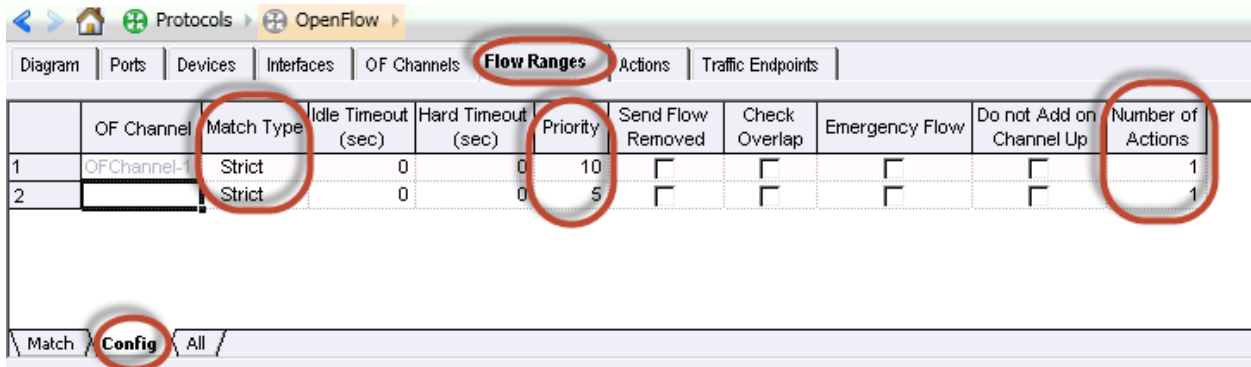 Protocols OpenFlow
Diagram Ports Devices Interfaces OF Channels Flow Ranges Actions Traffic Endpoints
OF Channel Match Type Idle Timeout (sec) Hard Timeout (sec) Priority Send Flow Removed Check Overlap Emergency Flow Do not Add on Channel Up Number of Actions
1 OFChannel-1 Strict 0 0 10 1
2 Strict 0 0 5 1
Match Config All